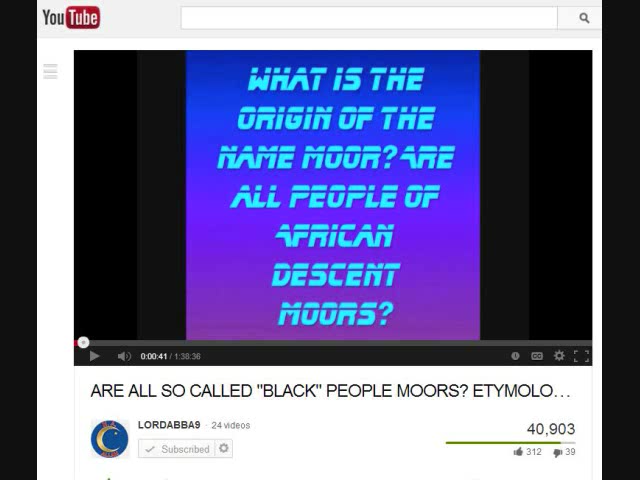 YouTube
WHAT IS THE
ORIGIN OF THE
NAME MOOR?ARE
ALL PEOPLE OF
AFRICAN
DESCENT
MOORS?
0:00:41 / 1:38:36
ARE ALL SO CALLED "BLACK" PEOPLE MOORS? ETYMOLO...
LORDABBA9 · 24 videos
40,903
Subscribed
312 39